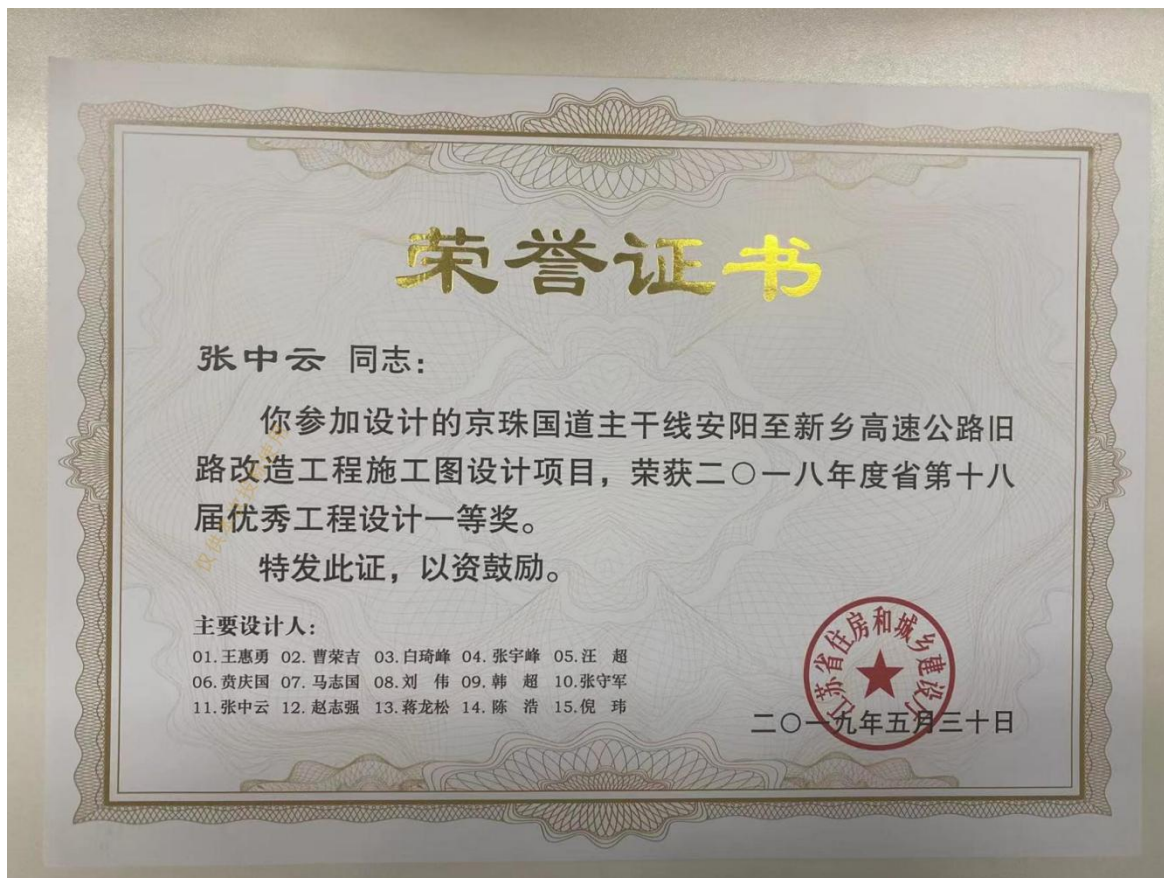 荣誉证书
张中云 同志：
你参加设计的京珠国道主干线安阳至新乡高速公路旧
路改造工程施工图设计项目，荣获二〇一八年度省第十八
届优秀工程设计一等奖。
特发此证，以资鼓励。
主要设计人：
01.王惠勇 02.曹荣吉 03.白琦峰 04.张宇峰 05.汪 超
06.贲庆国 07.马志国 08.刘 伟 09.韩 超 10.张守军
11.张中云 12.赵志强 13.蒋龙松 14.陈 浩 15.倪 玮
江苏省住房和城乡建设厅
二〇一九年五月三十日